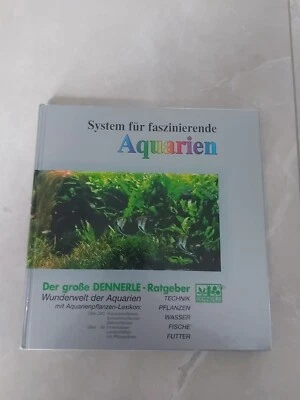 System für faszinierende
Aquarien
Der große DENNERLE-Ratgeber
Wunderwelt der Aquarien
mit Aquarienpflanzen-Lexikon:
TECHNIK
PFLANZEN
WASSER
FISCHE
FUTTER